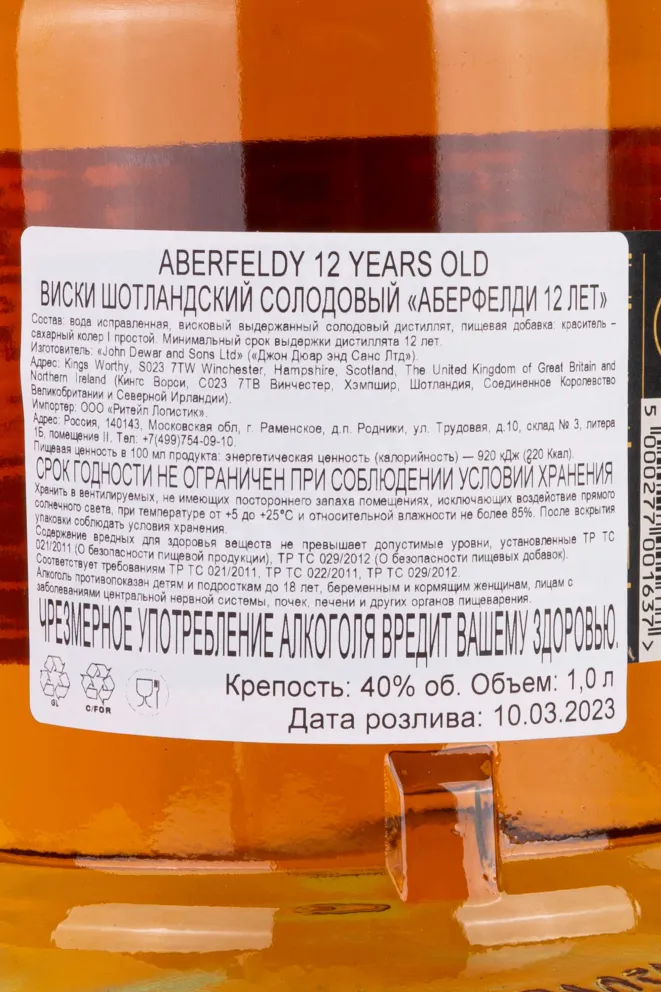 ABERFELDY 12 YEARS OLD
ВИСКИ ШОТЛАНДСКИЙ СОЛОДОВЫЙ «АБЕРФЕЛДИ 12 ЛЕТ»
Состав: вода исправленная, висковый выдержанный солодовый дистиллят, пищевая добавка: краситель –
сахарный колер I простой. Минимальный срок выдержки дистиллята 12 лет.
Изготовитель: «John Dewar and Sons Ltd» («Джон Дюар энд Санс Лтд»).
Адрес: Kings Worthy, SO23 7TW Winchester, Hampshire, Scotland, The United Kingdom of Great Britain and
Northern Ireland (Кингс Ворси, СО23 7ТВ Винчестер, Хэмпшир, Шотландия, Соединенное Королевство
Великобритании и Северной Ирландии).
Импортер: ООО «Ритейл Логистик».
Адрес: Россия, 140143, Московская обл, г. Раменское, д.п. Родники, ул. Трудовая, д.10, склад № 3, литера
1Б, помещение II. Тел: +7(499)754-09-10.
Пищевая ценность в 100 мл продукта: энергетическая ценность (калорийность) — 920 кДж (220 Ккал).
СРОК ГОДНОСТИ НЕ ОГРАНИЧЕН ПРИ СОБЛЮДЕНИИ УСЛОВИЙ ХРАНЕНИЯ
Хранить в вентилируемых, не имеющих постороннего запаха помещениях, исключающих воздействие прямого
солнечного света, при температуре от +5 до +25°С и относительной влажности не более 85%. После вскрытия
упаковки соблюдать условия хранения.
Содержание вредных для здоровья веществ не превышает допустимые уровни, установленные ТР ТС
021/2011 (О безопасности пищевой продукции), ТР ТС 029/2012 (О безопасности пищевых добавок).
Соответствует требованиям ТР ТС 021/2011, ТР ТС 022/2011, ТР ТС 029/2012.
Алкоголь противопоказан детям и подросткам до 18 лет, беременным и кормящим женщинам, лицам с
заболеваниями центральной нервной системы, почек, печени и других органов пищеварения.
ЧРЕЗМЕРНОЕ УПОТРЕБЛЕНИЕ АЛКОГОЛЯ ВРЕДИТ ВАШЕМУ ЗДОРОВЬЮ.
GL
C/FOR
Крепость: 40% об. Объем: 1,0 л
Дата розлива: 10.03.2023
5 000277 001637 >